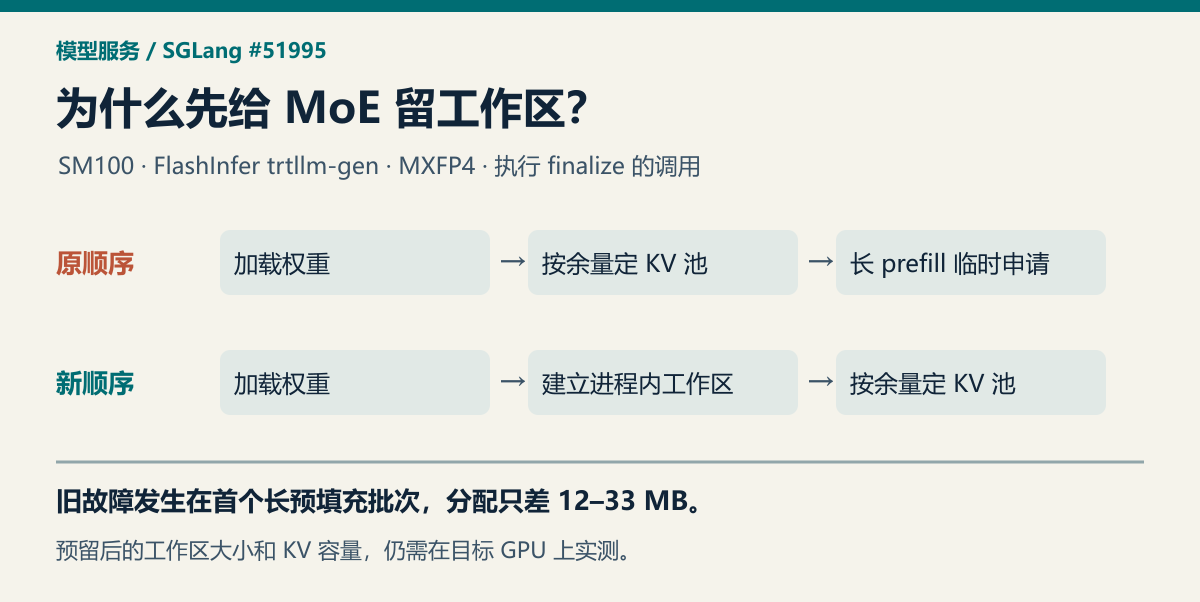 模型服务 / SGLang #51995
为什么先给 MoE 留工作区？
SM100 · FlashInfer trtllm-gen · MXFP4 · 执行 finalize 的调用
原顺序 加载权重 → 按余量定 KV 池 → 长 prefill 临时申请
新顺序 加载权重 → 建立进程内工作区 → 按余量定 KV 池
旧故障发生在首个长预填充批次，分配只差 12–33 MB。
预留后的工作区大小和 KV 容量，仍需在目标 GPU 上实测。